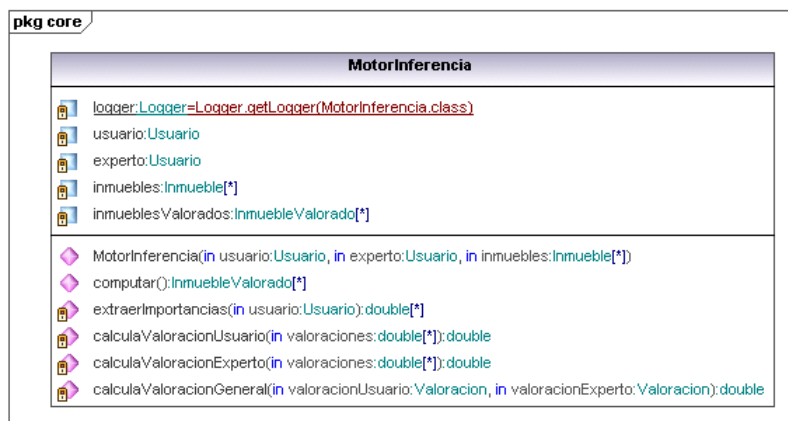 pkg core
MotorInferencia
logger:Logger=Logger.getLogger(MotorInferencia.class)
usuario:Usuario
experto:Usuario
inmuebles:Inmueble[*]
inmueblesValorados:InmuebleValorado[*]
MotorInferencia(in usuario:Usuario, in experto:Usuario, in inmuebles:Inmueble[*])
computar():InmuebleValorado[*]
extraerImportancias(in usuario:Usuario):double[*]
calculaValoracionUsuario(in valoraciones:double[*]):double
calculaValoracionExperto(in valoraciones:double[*]):double
calculaValoracionGeneral(in valoracionUsuario:Valoracion, in valoracionExperto:Valoracion):double